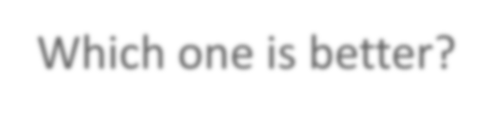 Which one is better?